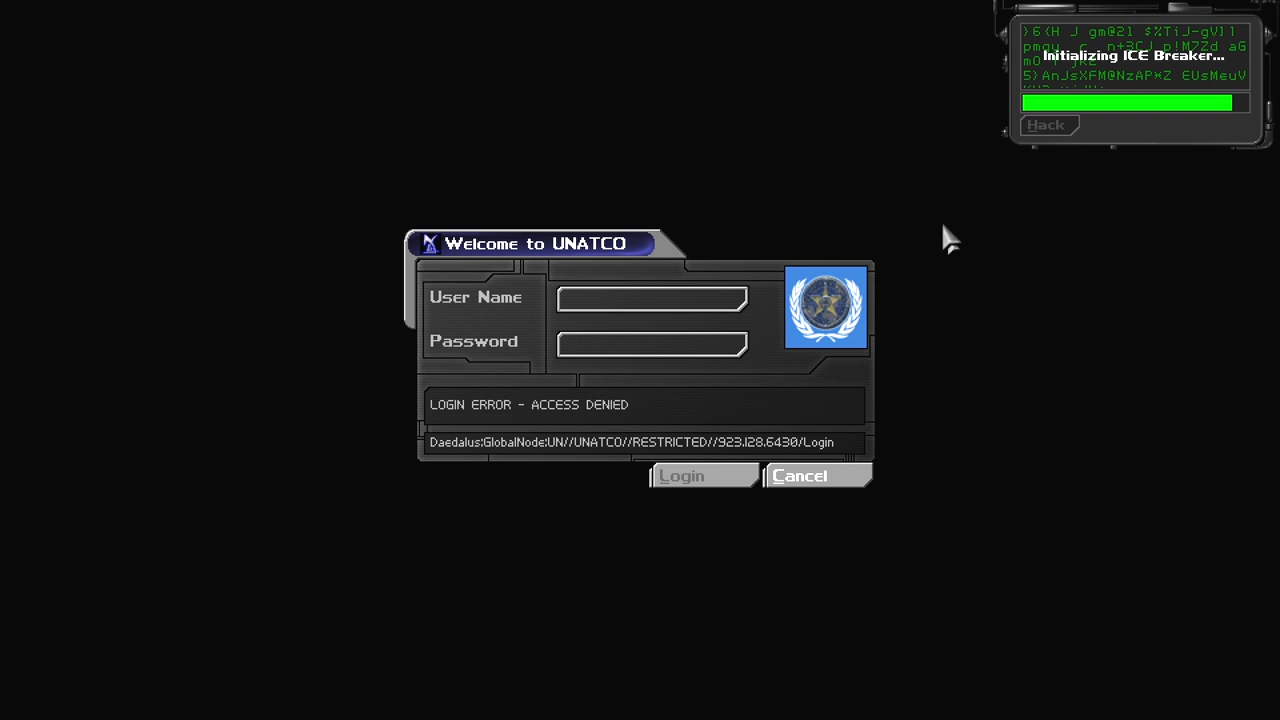 Initializing ICE Breaker...
Hack
Welcome to UNATCO
User Name
Password
LOGIN ERROR - ACCESS DENIED
Daedalus:GlobalNode:UN//UNATCO//RESTRICTED//923.128.6430/Login
Login
Cancel